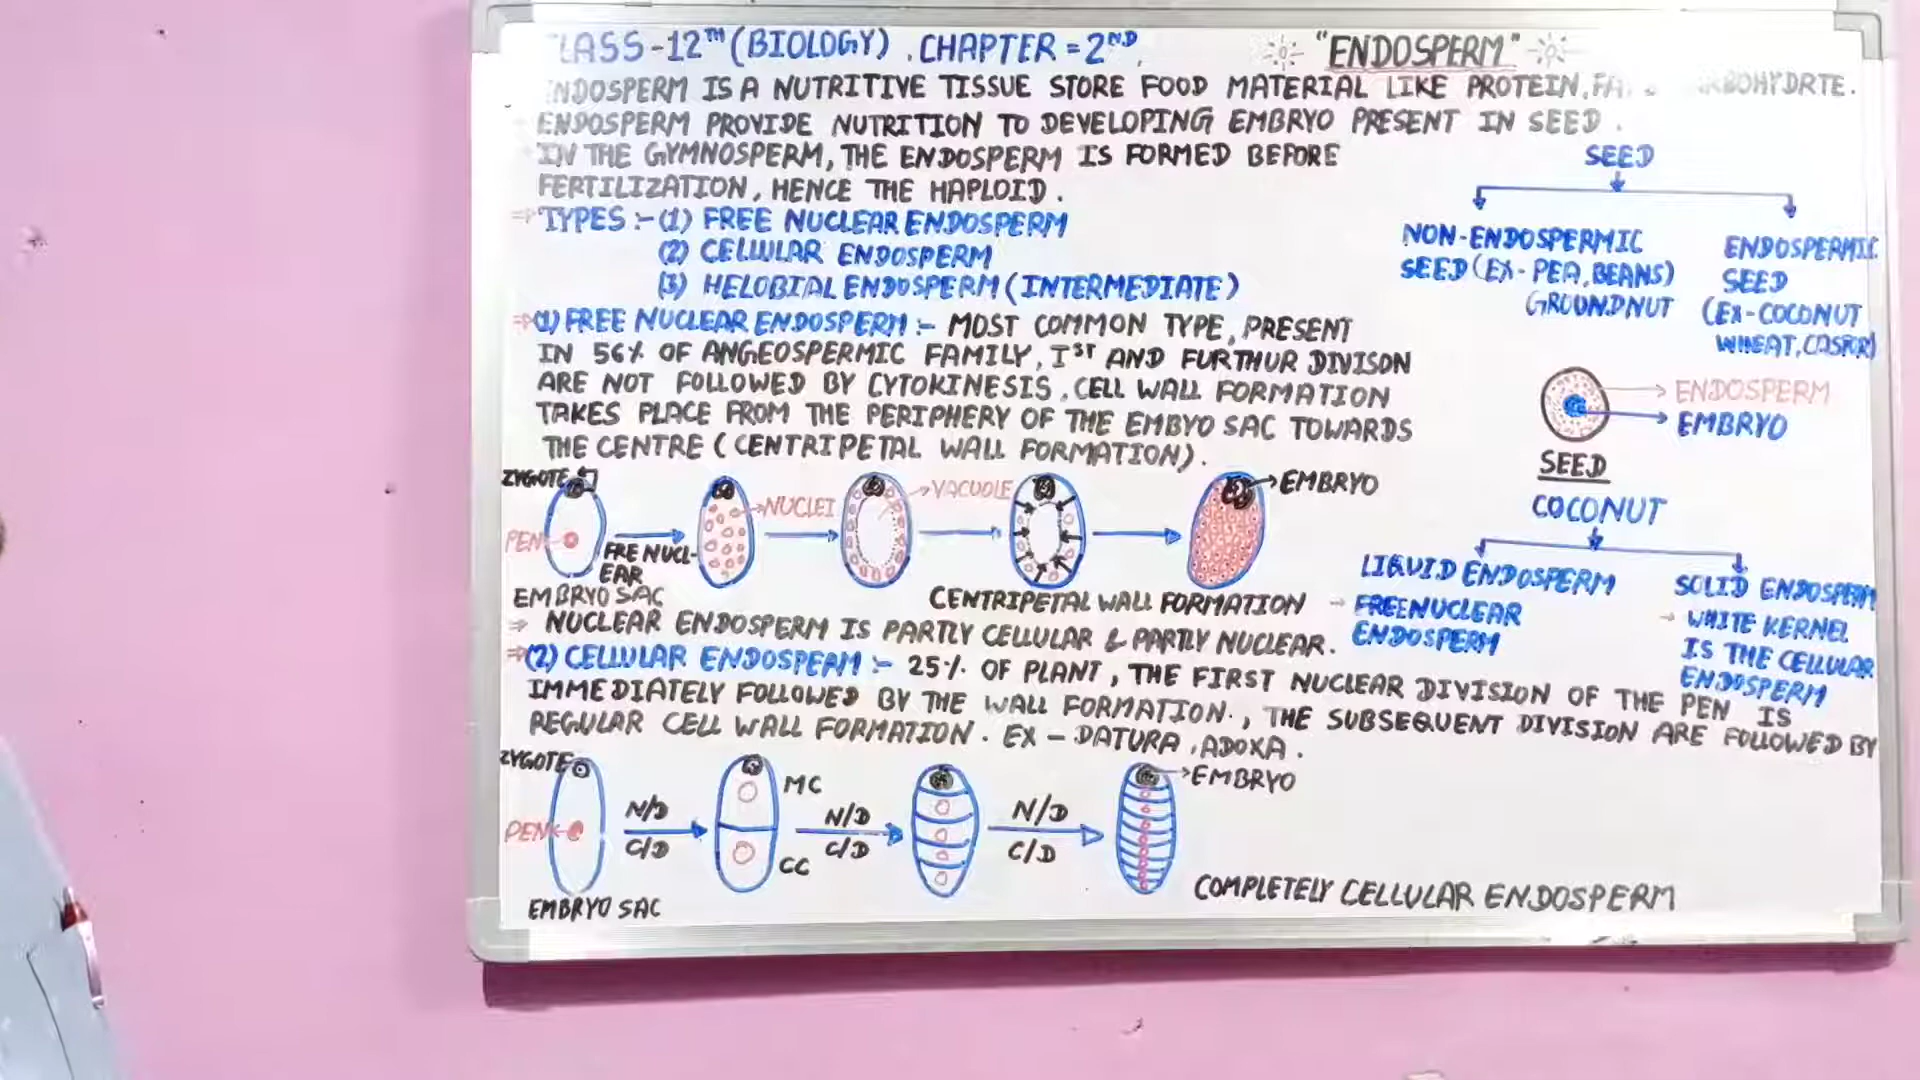 CLASS-12TH (BIOLOGY), CHAPTER = 2ND, "ENDOSPERM"
ENDOSPERM IS A NUTRITIVE TISSUE STORE FOOD MATERIAL LIKE PROTEIN,
ENDOSPERM PROVIDE NUTRITION TO DEVELOPING EMBRYO PRESENT IN SEED.
IN THE GYMNOSPERM, THE ENDOSPERM IS FORMED BEFORE
FERTILIZATION, HENCE THE HAPLOID.
⇒ TYPES :- (1) FREE NUCLEAR ENDOSPERM
(2) CELLULAR ENDOSPERM
(3) HELOBIAL ENDOSPERM (INTERMEDIATE)
⇒ (1) FREE NUCLEAR ENDOSPERM :- MOST COMMON TYPE, PRESENT
IN 56% OF ANGEOSPERMIC FAMILY, IST AND FURTHUR DIVISON
ARE NOT FOLLOWED BY CYTOKINESIS, CELL WALL FORMATION
TAKES PLACE FROM THE PERIPHERY OF THE EMBYO SAC TOWARDS
THE CENTRE (CENTRIPETAL WALL FORMATION).
ZYGOTE
PEN
EMBRYO SAC
FRE NUCL-
EAR
NUCLEI
VACUOLE
EMBRYO
CENTRIPETAL WALL FORMATION
⇒ NUCLEAR ENDOSPERM IS PARTLY CELLULAR & PARTLY NUCLEAR.
⇒ (2) CELLULAR ENDOSPERM :- 25% OF PLANT, THE FIRST NUCLEAR DIVISION OF THE PEN IS
IMMEDIATELY FOLLOWED BY THE WALL FORMATION., THE SUBSEQUENT DIVISION ARE FOLLOWED BY
REGULAR CELL WALL FORMATION. EX - DATURA, ADOXA.
ZYGOTE
PEN
EMBRYO SAC
N/D
C/D
MC
CC
N/D
C/D
N/D
C/D
EMBRYO
COMPLETELY CELLULAR ENDOSPERM
SEED
NON-ENDOSPERMIC
SEED (EX- PEA, BEANS)
GROUNDNUT
ENDOSPERMIC
SEED
(EX-COCONUT
WHEAT, CASTOR)
ENDOSPERM
EMBRYO
SEED
COCONUT
LIQUID ENDOSPERM
→ FREENUCLEAR
ENDOSPERM
SOLID ENDOSPERM
→ WHITE KERNEL
IS THE CELLULAR
ENDOSPERM